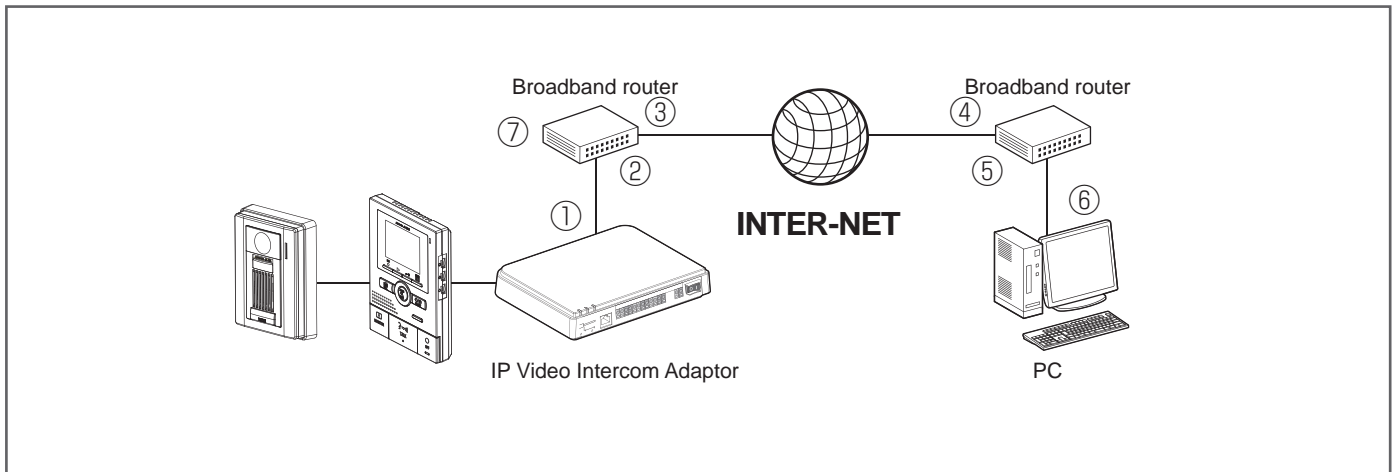 Broadband router
Broadband router
③
④
⑦
②
⑤
①
⑥
INTER-NET
IP Video Intercom Adaptor
PC